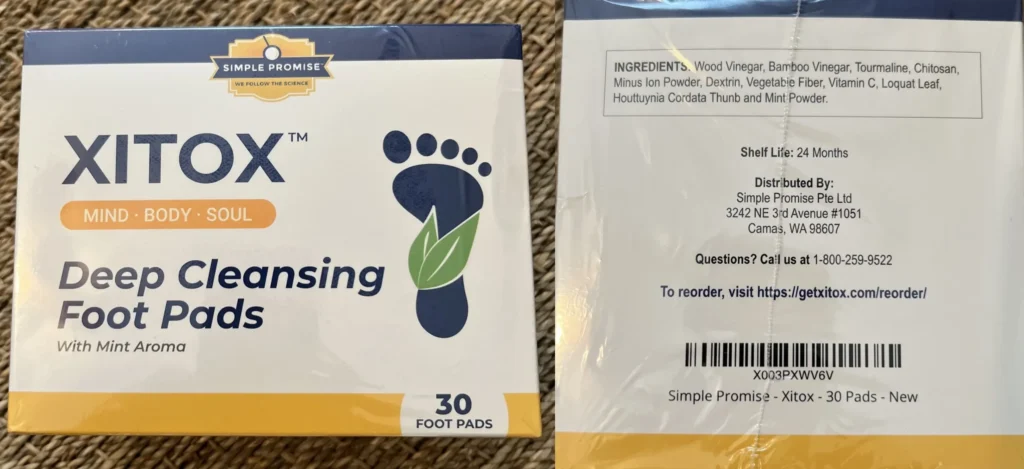 SIMPLE PROMISE™
WE FOLLOW THE SCIENCE
XITOX™
MIND · BODY · SOUL
Deep Cleansing
Foot Pads
With Mint Aroma
30
FOOT PADS
INGREDIENTS: Wood Vinegar, Bamboo Vinegar, Tourmaline, Chitosan,
Minus Ion Powder, Dextrin, Vegetable Fiber, Vitamin C, Loquat Leaf,
Houttuynia Cordata Thunb and Mint Powder.
Shelf Life: 24 Months
Distributed By:
Simple Promise Pte Ltd
3242 NE 3rd Avenue #1051
Camas, WA 98607
Questions? Call us at 1-800-259-9522
To reorder, visit https://getxitox.com/reorder/
X003PXWV6V
Simple Promise - Xitox - 30 Pads - New